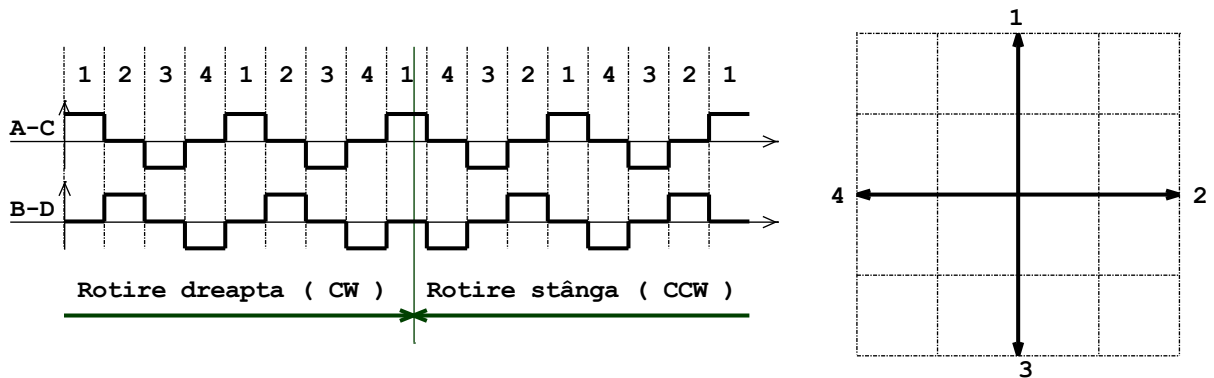 1
1 2 3 4 1 2 3 4 1 4 3 2 1 4 3 2 1
A-C
4 2
B-D
Rotire dreapta ( CW ) Rotire stânga ( CCW )
3